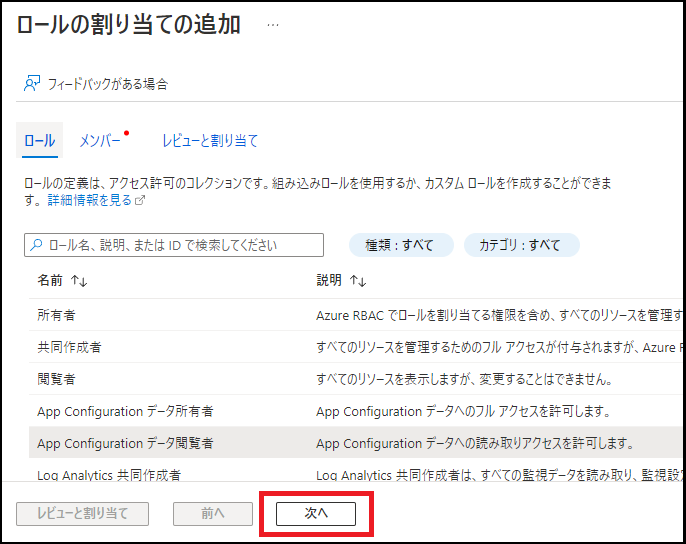 ロールの割り当ての追加 …
フィードバックがある場合
ロール メンバー レビューと割り当て
ロールの定義は、アクセス許可のコレクションです。組み込みロールを使用するか、カスタム ロールを作成することができま
す。 詳細情報を見る
ロール名、説明、または ID で検索してください 種類 : すべて カテゴリ : すべて
名前 ↑↓ 説明 ↑↓
所有者 Azure RBAC でロールを割り当てる権限を含め、すべてのリソースを管理す
共同作成者 すべてのリソースを管理するためのフル アクセスが付与されますが、Azure R
閲覧者 すべてのリソースを表示しますが、変更することはできません。
App Configuration データ所有者 App Configuration データへのフル アクセスを許可します。
App Configuration データ閲覧者 App Configuration データへの読み取りアクセスを許可します。
Log Analytics 共同作成者 Log Analytics 共同作成者は、すべての監視データを読み取り、監視設定
レビューと割り当て 前へ 次へ